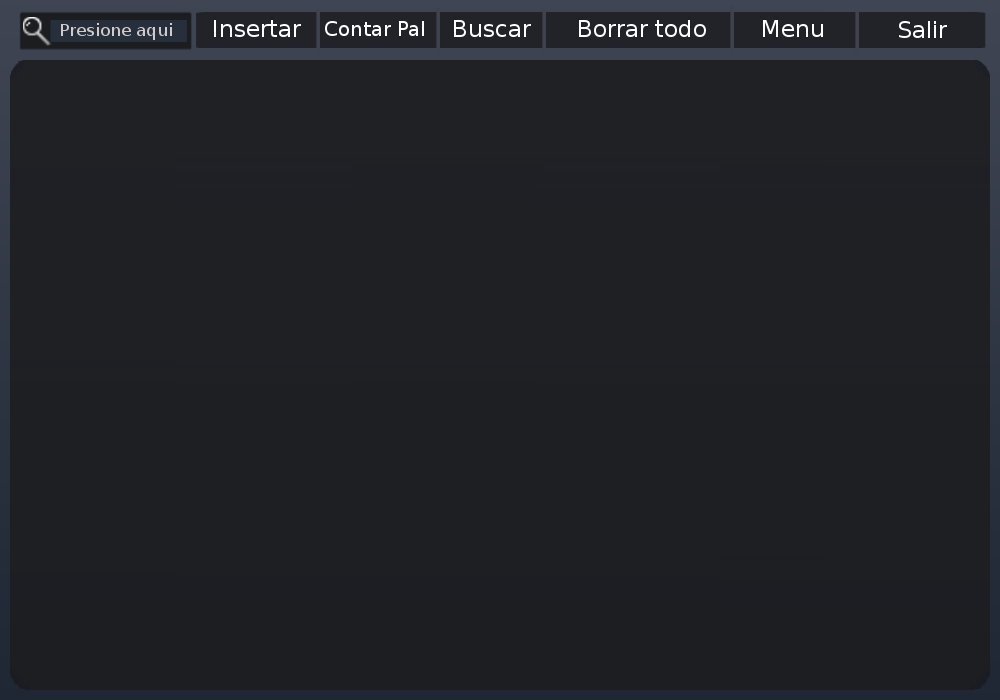 Presione aqui
Insertar
Contar Pal
Buscar
Borrar todo
Menu
Salir